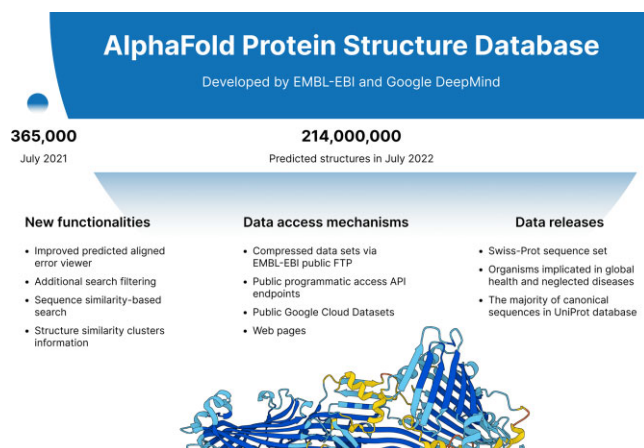 AlphaFold Protein Structure Database
Developed by EMBL-EBI and Google DeepMind
365,000
July 2021
214,000,000
Predicted structures in July 2022
New functionalities
• Improved predicted aligned
error viewer
• Additional search filtering
• Sequence similarity-based
search
• Structure similarity clusters
information
Data access mechanisms
• Compressed data sets via
EMBL-EBI public FTP
• Public programmatic access API
endpoints
• Public Google Cloud Datasets
• Web pages
Data releases
• Swiss-Prot sequence set
• Organisms implicated in global
health and neglected diseases
• The majority of canonical
sequences in UniProt database